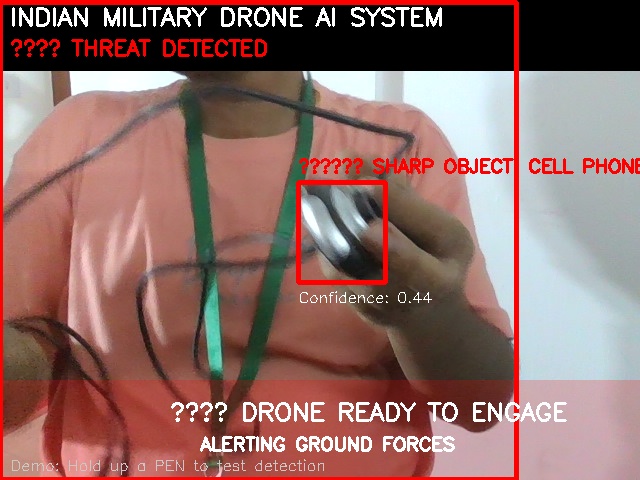 INDIAN MILITARY DRONE AI SYSTEM
???? THREAT DETECTED
?????? SHARP OBJECT: CELL PHONE
Confidence: 0.44
???? DRONE READY TO ENGAGE
ALERTING GROUND FORCES
Demo: Hold up a PEN to test detection